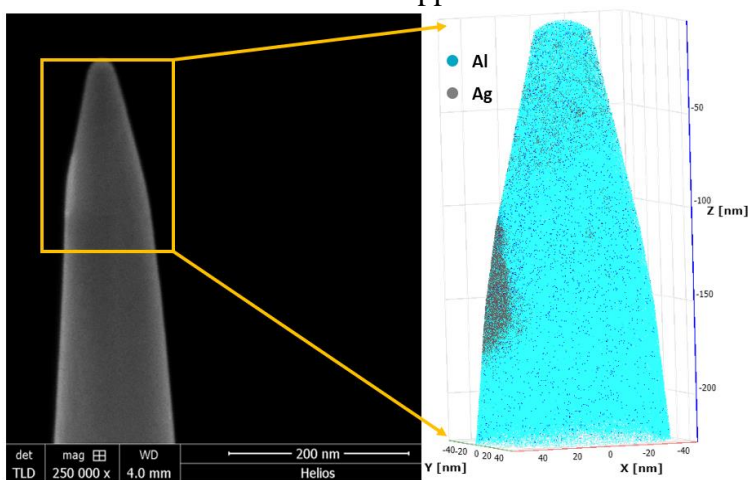 Al
Ag
-50
-100
Z [nm]
-150
-200
-40-20 0 20 40
Y [nm]
40 20 0 -20 -40
X [nm]
det mag WD
TLD 250 000 x 4.0 mm
200 nm
Helios